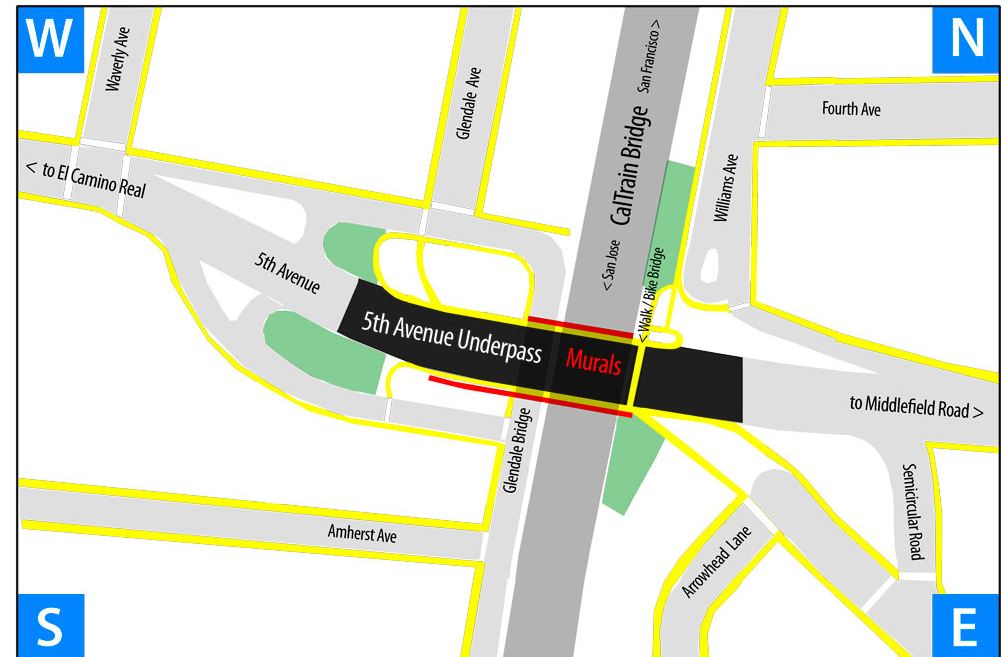 W
N
Waverly Ave
Glendale Ave
San Francisco >
CalTrain Bridge
< San Jose
Fourth Ave
Williams Ave
< to El Camino Real
5th Avenue
< Walk / Bike Bridge
5th Avenue Underpass
Murals
to Middlefield Road >
Glendale Bridge
Semicircular Road
Amherst Ave
Arrowhead Lane
S
E